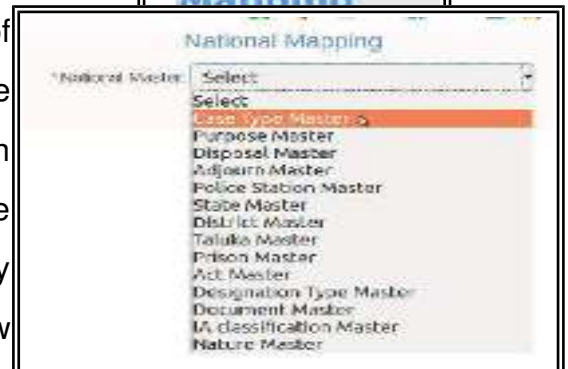 Mapping
of
National Mapping
*National Master Select
e
Select
Case Type Master
Purpose Master
n
Disposal Master
Adjourn Master
Police Station Master
e
State Master
District Master
Taluka Master
Prison Master
y
Act Master
Designation Type Master
Document Master
w
IA classification Master
Nature Master